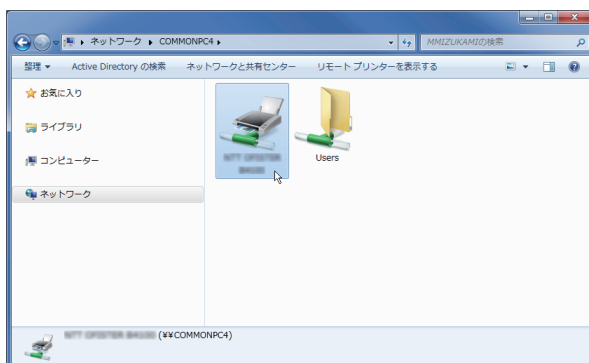 ネットワーク ▸ COMMONPC4 ▸
MMIZUKAMIの検索
整理 ▼ Active Directory の検索 ネットワークと共有センター リモート プリンターを表示する
お気に入り
ライブラリ
コンピューター
ネットワーク
Users
(¥¥COMMONPC4)